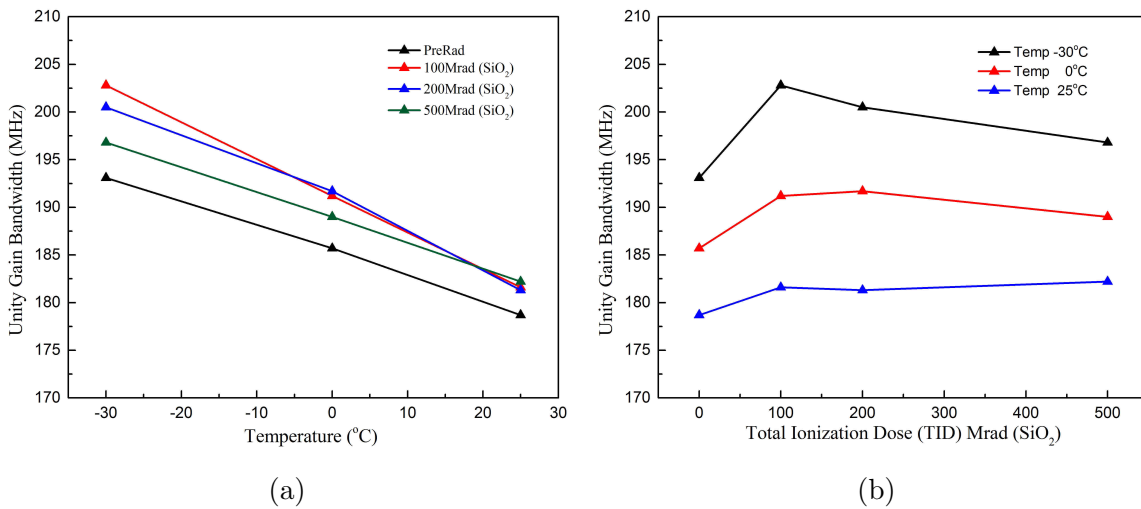 210
205
200
195
190
185
180
175
170
Unity Gain Bandwidth (MHz)
PreRad
100Mrad (SiO₂)
200Mrad (SiO₂)
500Mrad (SiO₂)
-30 -20 -10 0 10 20 30
Temperature (°C)
(a)
210
205
200
195
190
185
180
175
170
Unity Gain Bandwidth (MHz)
Temp -30°C
Temp 0°C
Temp 25°C
0 100 200 300 400 500
Total Ionization Dose (TID) Mrad (SiO₂)
(b)